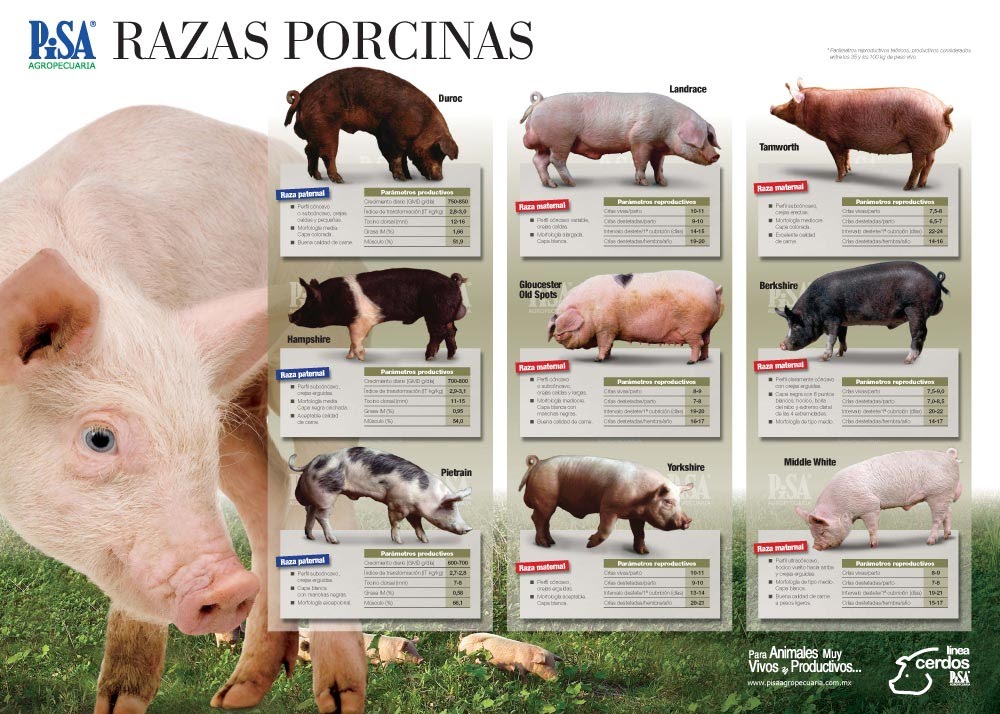 PiSA®
AGROPECUARIA
RAZAS PORCINAS
* Parámetros reproductivos teóricos, productivos considerados
entre los 35 y los 100 kg de peso vivo.
Duroc
Raza paternal
Perfil cóncavo
o subcóncavo, orejas
caídas y pequeñas.
Morfología media.
Capa colorada.
Buena calidad de carne.
Parámetros productivos
Crecimiento diario (GMD g/día) 750-850
Índice de transformación (IT kg/kg) 2,8-3,0
Tocino dorsal (mm) 12-16
Grasa IM (%) 1,66
Músculo (%) 51,9
Landrace
Raza maternal
Perfil cóncavo variable,
orejas caídas.
Morfología alargada.
Capa Blanca.
Parámetros reproductivos
Crías vivas/parto 10-11
Crías destetadas/parto 9-10
Intervalo destete/1ª cubrición (días) 14-15
Crías destetadas/hembra/año 19-20
Tamworth
Raza maternal
Perfil subcóncavo,
orejas erectas.
Morfología mediocre.
Capa colorada.
Excelente calidad
de carne.
Parámetros reproductivos
Crías vivas/parto 7,5-8
Crías destetadas/parto 6,5-7
Intervalo destete/1ª cubrición (días) 22-24
Crías destetadas/hembra/año 14-16
Hampshire
Raza paternal
Perfil subcóncavo,
orejas erguidas.
Morfología media.
Capa negra cinchada.
Aceptable calidad
de carne.
Parámetros productivos
Crecimiento diario (GMD g/día) 700-800
Índice de transformación (IT kg/kg) 2,9-3,1
Tocino dorsal (mm) 11-15
Grasa IM (%) 0,95
Músculo (%) 54,0
Gloucester
Old Spots
Raza maternal
Perfil cóncavo
o subcóncavo,
orejas caídas y largas.
Morfología mediocre.
Capa blanca con
manchas negras.
Buena calidad de carne.
Parámetros reproductivos
Crías vivas/parto 8-9
Crías destetadas/parto 7-8
Intervalo destete/1ª cubrición (días) 19-20
Crías destetadas/hembra/año 16-17
Berkshire
Raza maternal
Perfil claramente cóncavo
con orejas erguidas.
Capa negra con 6 puntos
blancos, hocico, borla
del rabo y extremo distal
de las 4 extremidades.
Morfología de tipo medio.
Parámetros reproductivos
Crías vivas/parto 7,5-9,0
Crías destetadas/parto 7,0-8,5
Intervalo destete/1ª cubrición (días) 20-22
Crías destetadas/hembra/año 14-17
Pietrain
Raza paternal
Perfil subcóncavo,
orejas erguidas.
Capa blanca
con manchas negras.
Morfología excepcional.
Parámetros productivos
Crecimiento diario (GMD g/día) 600-700
Índice de transformación (IT kg/kg) 2,7-2,8
Tocino dorsal (mm) 7-8
Grasa IM (%) 0,58
Músculo (%) 66,1
Yorkshire
Raza maternal
Perfil cóncavo,
orejas erguidas.
Morfología aceptable.
Capa blanca.
Parámetros reproductivos
Crías vivas/parto 10-11
Crías destetadas/parto 9-10
Intervalo destete/1ª cubrición (días) 13-14
Crías destetadas/hembra/año 20-21
Middle White
Raza maternal
Perfil ultracóncavo,
hocico vuelto hacia arriba
y orejas erguidas.
Morfología de tipo medio.
Capa blanca.
Buena calidad de carne
a pesos ligeros.
Parámetros reproductivos
Crías vivas/parto 8-9
Crías destetadas/parto 7-8
Intervalo destete/1ª cubrición (días) 19-21
Crías destetadas/hembra/año 15-17
Para Animales Muy
Vivos y Productivos...
www.pisaagropecuaria.com.mx
línea
cerdos
PiSA
AGROPECUARIA